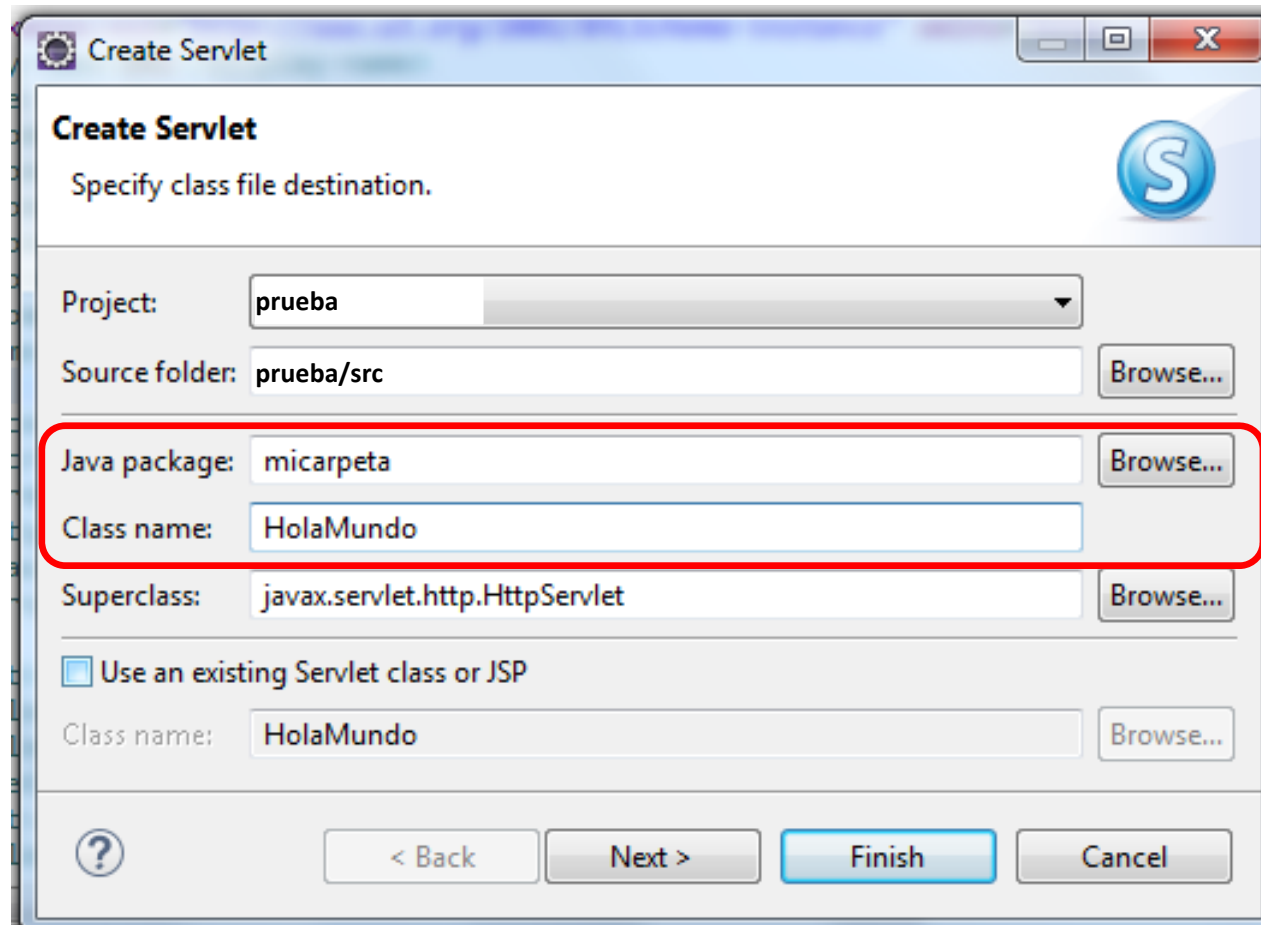 Create Servlet
Create Servlet
Specify class file destination.
S
Project: prueba
Source folder: prueba/src Browse...
Java package: micarpeta Browse...
Class name: HolaMundo
Superclass: javax.servlet.http.HttpServlet Browse...
Use an existing Servlet class or JSP
Class name: HolaMundo Browse...
? < Back Next > Finish Cancel